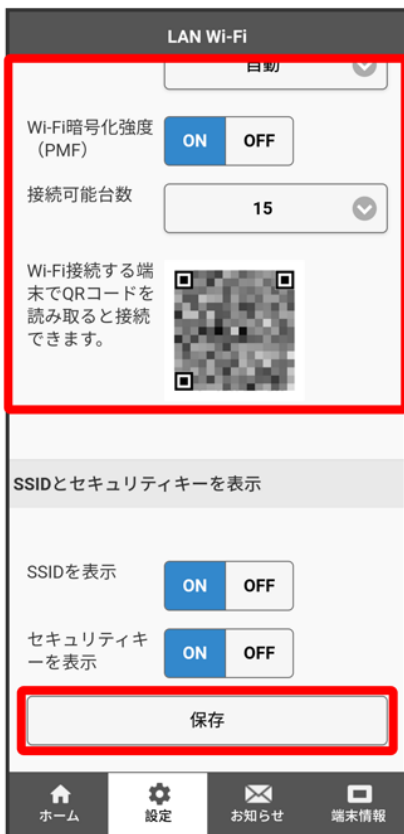 LAN Wi-Fi
自動
Wi-Fi暗号化強度
（PMF）
ON
OFF
接続可能台数
15
Wi-Fi接続する端
末でQRコードを
読み取ると接続
できます。
SSIDとセキュリティキーを表示
SSIDを表示
ON
OFF
セキュリティキ
ーを表示
ON
OFF
保存
ホーム
設定
お知らせ
端末情報